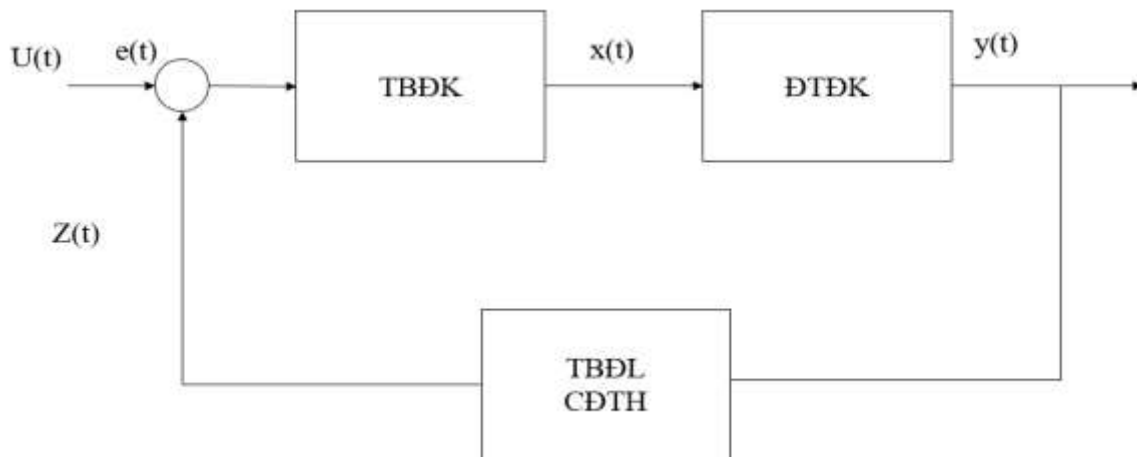 U(t)
e(t)
TBĐK
x(t)
ĐTĐK
y(t)
Z(t)
TBĐL
CĐTH